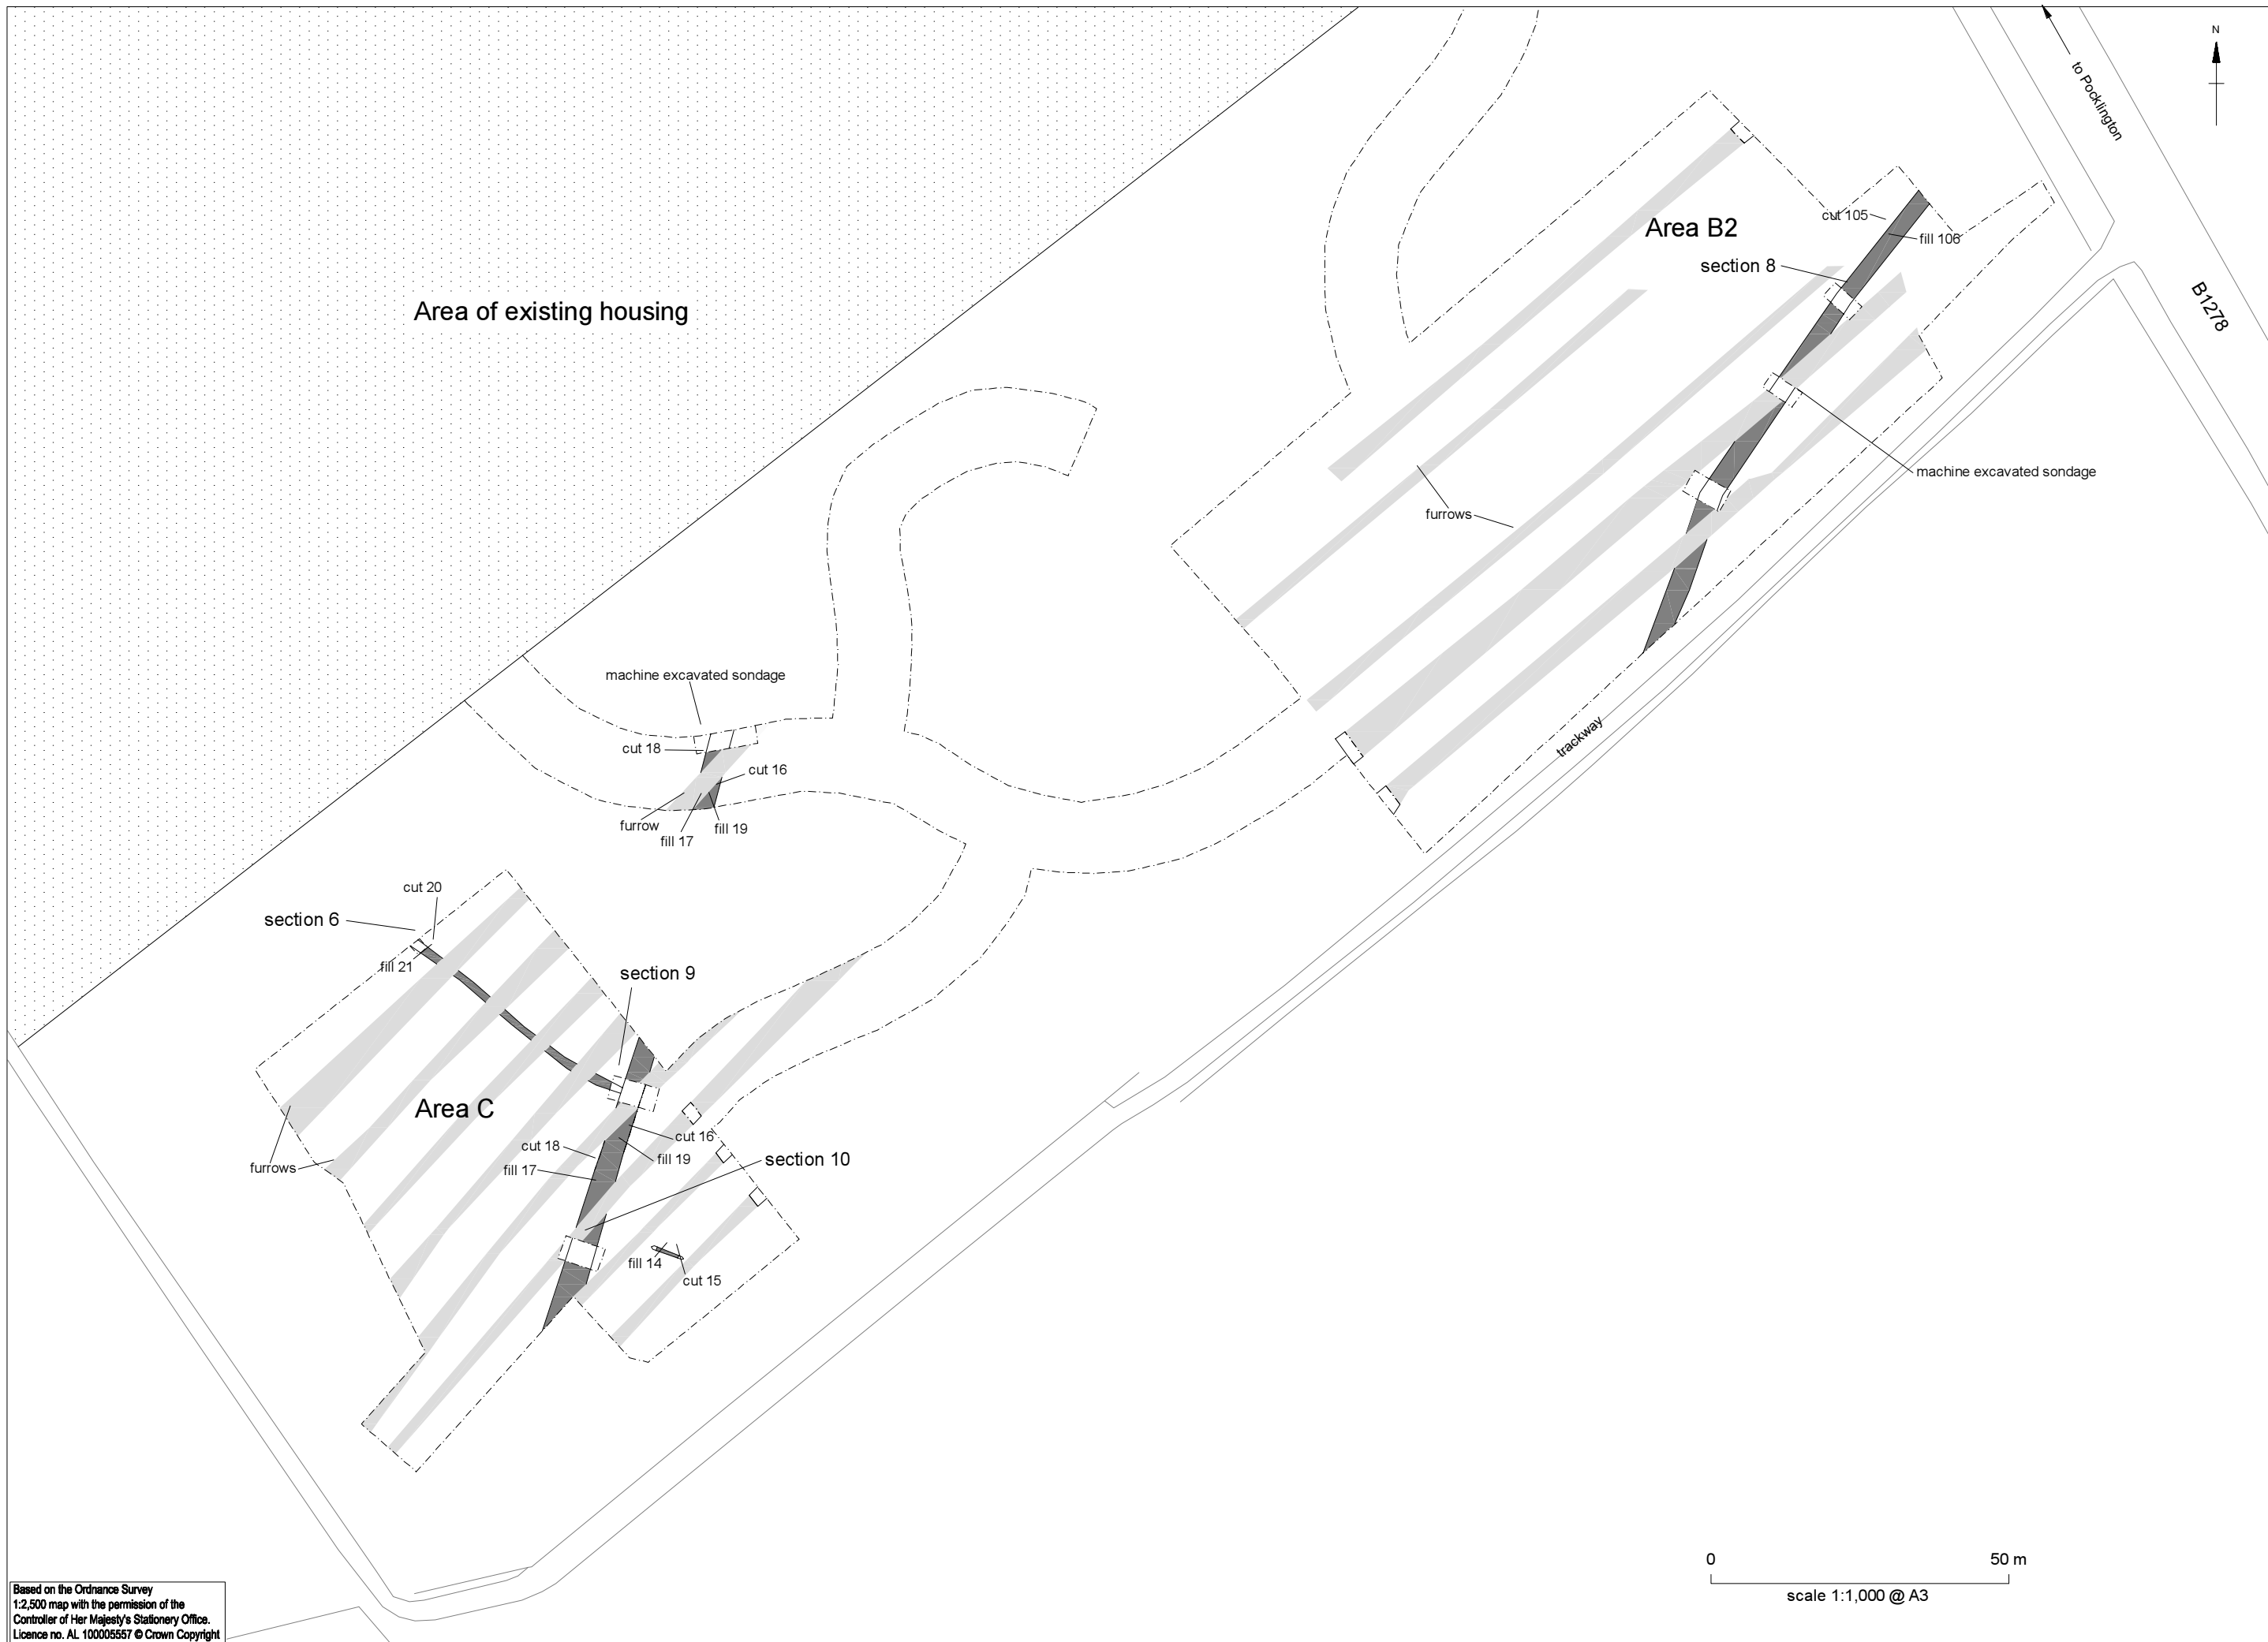 N
to Pocklington
cut 105
Area B2
fill 106
section 8
B1278
Area of existing housing
machine excavated sondage
furrows
machine excavated sondage
trackway
cut 18
cut 16
furrow
fill 19
fill 17
cut 20
section 6
fill 21
section 9
Area C
cut 16
cut 18
fill 19
section 10
furrows
fill 17
fill 14
cut 15
0
50 m
scale 1:1,000 @ A3
Based on the Ordnance Survey
1:2,500 map with the permission of the
Controller of Her Majesty's Stationery Office.
Licence no. AL 100005557 © Crown Copyright